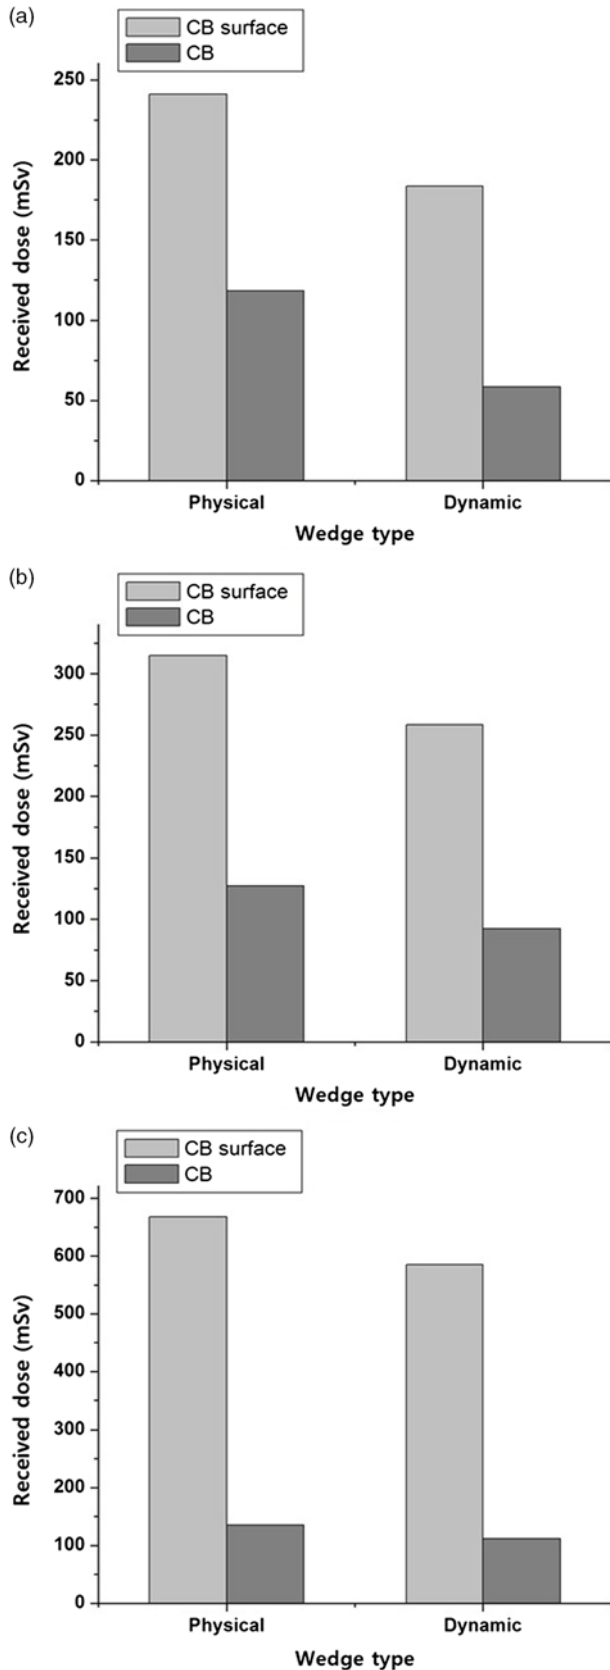 (a)
CB surface
CB
250
200
150
100
50
0
Received dose (mSv)
Physical Dynamic
Wedge type
(b)
CB surface
CB
300
250
200
150
100
50
0
Received dose (mSv)
Physical Dynamic
Wedge type
(c)
CB surface
CB
700
600
500
400
300
200
100
0
Received dose (mSv)
Physical Dynamic
Wedge type